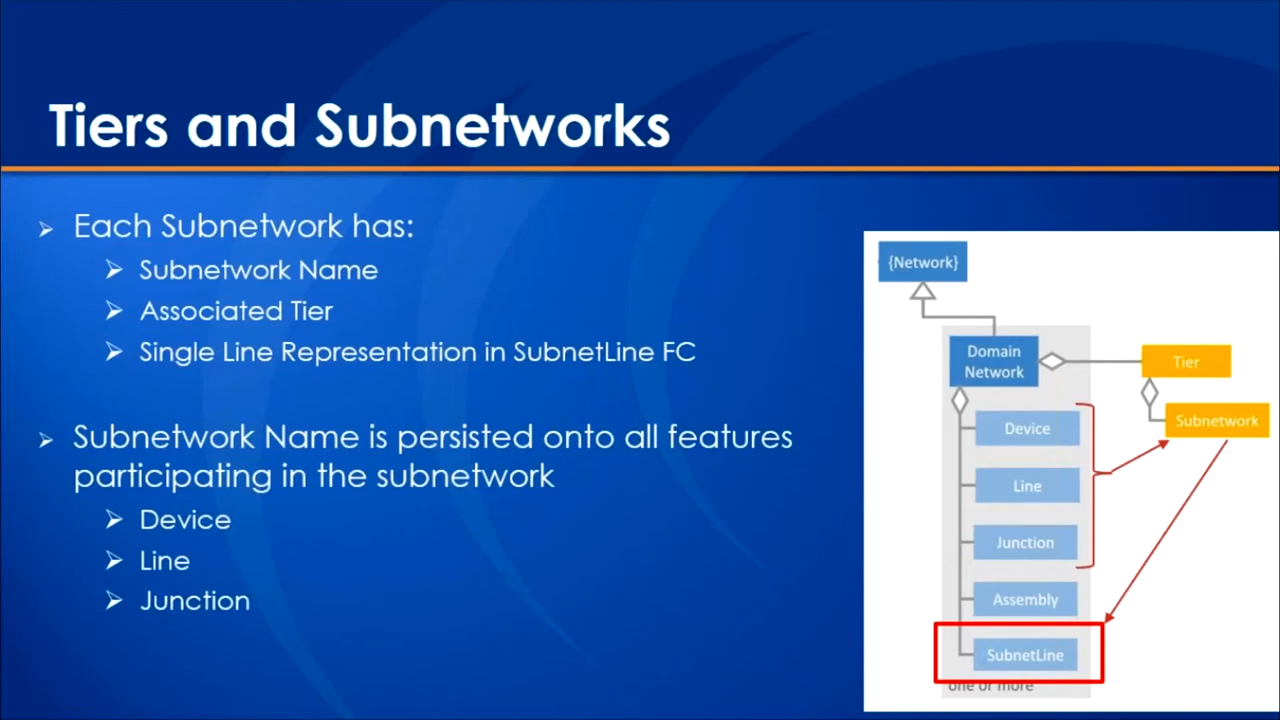 Tiers and Subnetworks
Each Subnetwork has:
Subnetwork Name
Associated Tier
Single Line Representation in SubnetLine FC
Subnetwork Name is persisted onto all features
participating in the subnetwork
Device
Line
Junction
{Network}
Domain
Network
Tier
Subnetwork
Device
Line
Junction
Assembly
SubnetLine
one or more